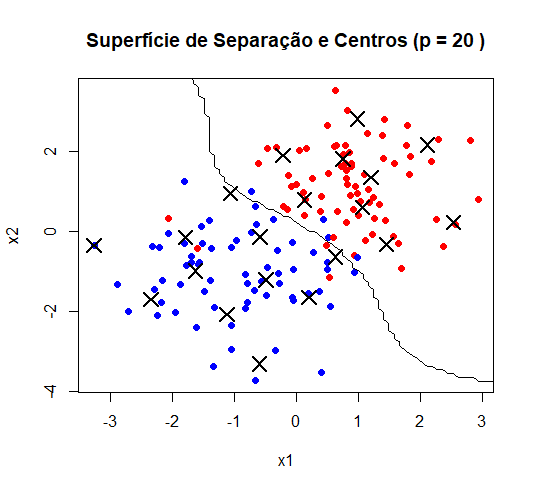 Superfície de Separação e Centros (p = 20 )
x2
2
0
-2
-4
-3 -2 -1 0 1 2 3
x1